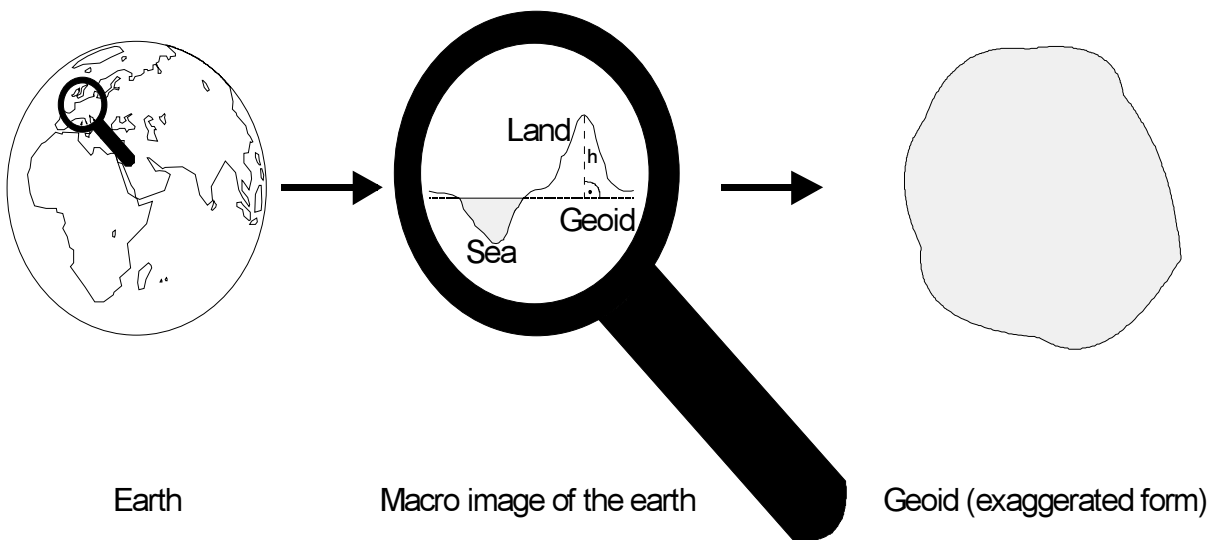 Land
h
Geoid
Sea
Earth
Macro image of the earth
Geoid (exaggerated form)